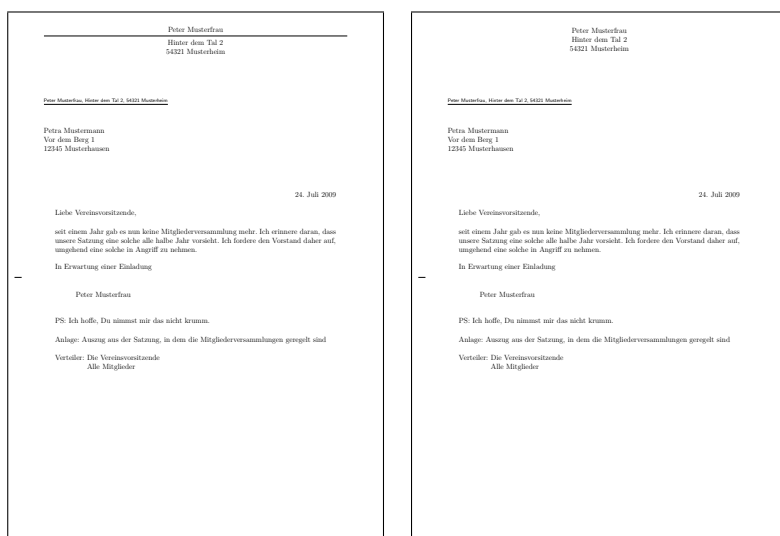 Peter Musterfrau
Hinter dem Tal 2
54321 Musterheim
Peter Musterfrau, Hinter dem Tal 2, 54321 Musterheim
Petra Mustermann
Vor dem Berg 1
12345 Musterhausen
24. Juli 2009
Liebe Vereinsvorsitzende,
seit einem Jahr gab es nun keine Mitgliederversammlung mehr. Ich erinnere daran, dass
unsere Satzung eine solche alle halbe Jahr vorsieht. Ich fordere den Vorstand daher auf,
umgehend eine solche in Angriff zu nehmen.
In Erwartung einer Einladung
Peter Musterfrau
PS: Ich hoffe, Du nimmst mir das nicht krumm.
Anlage: Auszug aus der Satzung, in dem die Mitgliederversammlungen geregelt sind
Verteiler: Die Vereinsvorsitzende
Alle Mitglieder
Peter Musterfrau
Hinter dem Tal 2
54321 Musterheim
Peter Musterfrau, Hinter dem Tal 2, 54321 Musterheim
Petra Mustermann
Vor dem Berg 1
12345 Musterhausen
24. Juli 2009
Liebe Vereinsvorsitzende,
seit einem Jahr gab es nun keine Mitgliederversammlung mehr. Ich erinnere daran, dass
unsere Satzung eine solche alle halbe Jahr vorsieht. Ich fordere den Vorstand daher auf,
umgehend eine solche in Angriff zu nehmen.
In Erwartung einer Einladung
Peter Musterfrau
PS: Ich hoffe, Du nimmst mir das nicht krumm.
Anlage: Auszug aus der Satzung, in dem die Mitgliederversammlungen geregelt sind
Verteiler: Die Vereinsvorsitzende
Alle Mitglieder